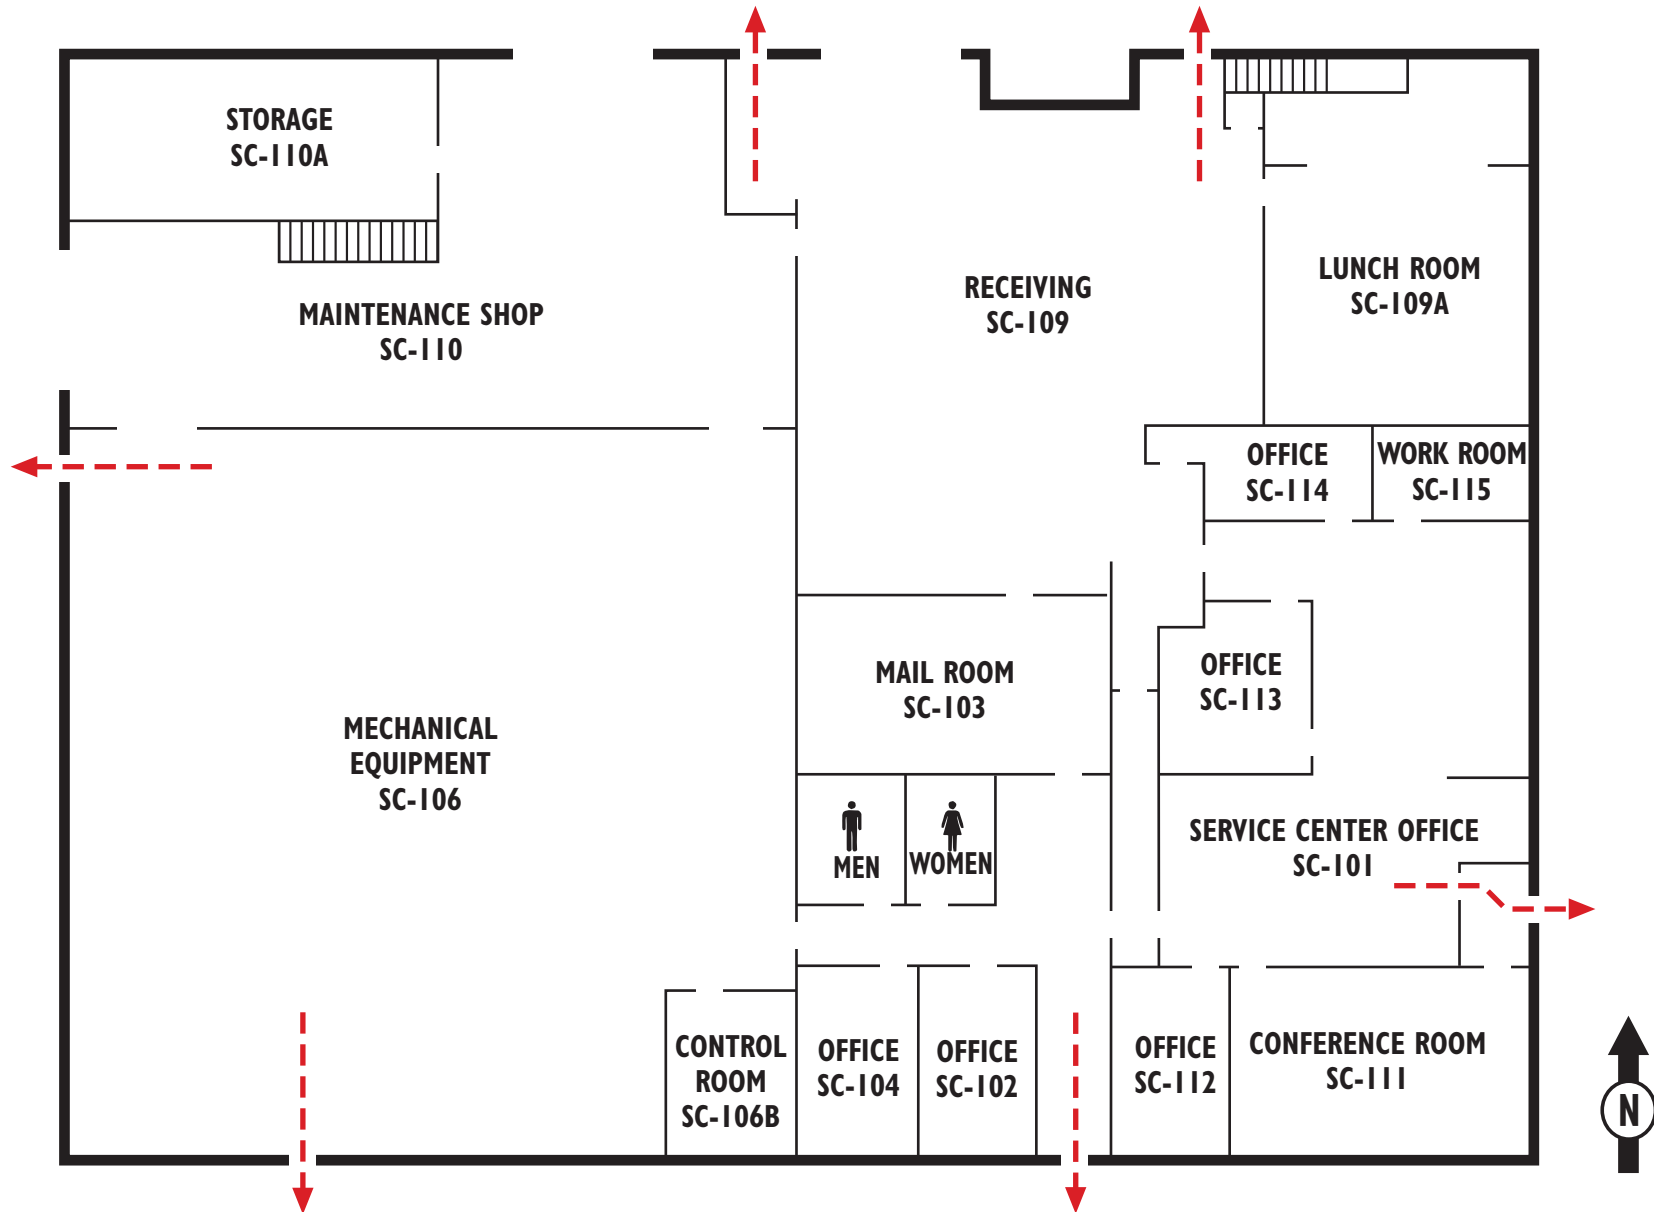 STORAGE
SC-110A
MAINTENANCE SHOP
SC-110
RECEIVING
SC-109
LUNCH ROOM
SC-109A
OFFICE
SC-114
WORK ROOM
SC-115
MECHANICAL
EQUIPMENT
SC-106
MAIL ROOM
SC-103
OFFICE
SC-113
MEN
WOMEN
SERVICE CENTER OFFICE
SC-101
CONTROL
ROOM
SC-106B
OFFICE
SC-104
OFFICE
SC-102
OFFICE
SC-112
CONFERENCE ROOM
SC-111
N